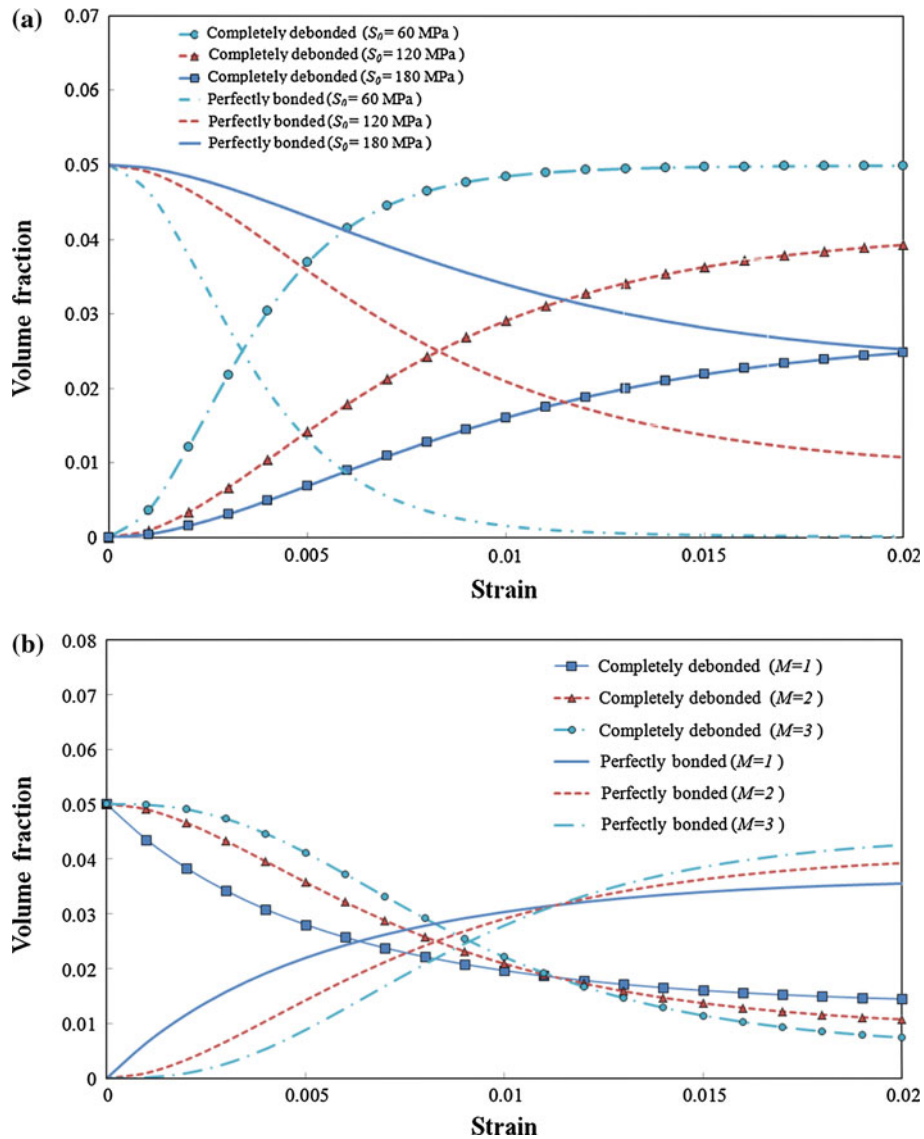 (a)
0.07
0.06
0.05
0.04
0.03
0.02
0.01
0
Volume fraction
Completely debonded (S₀= 60 MPa)
Completely debonded (S₀= 120 MPa)
Completely debonded (S₀= 180 MPa)
Perfectly bonded (S₀= 60 MPa)
Perfectly bonded (S₀= 120 MPa)
Perfectly bonded (S₀= 180 MPa)
0 0.005 0.01 0.015 0.02
Strain
(b)
0.08
0.07
0.06
0.05
0.04
0.03
0.02
0.01
0
Volume fraction
Completely debonded (M=1)
Completely debonded (M=2)
Completely debonded (M=3)
Perfectly bonded (M=1)
Perfectly bonded (M=2)
Perfectly bonded (M=3)
0 0.005 0.01 0.015 0.02
Strain